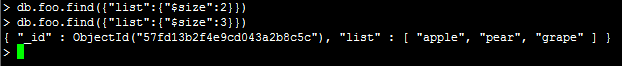 > db.foo.find({"list":{"$size":2}})
> db.foo.find({"list":{"$size":3}})
{ "_id" : ObjectId("57fd13b2f4e9cd043a2b8c5c"), "list" : [ "apple", "pear", "grape" ] }
>